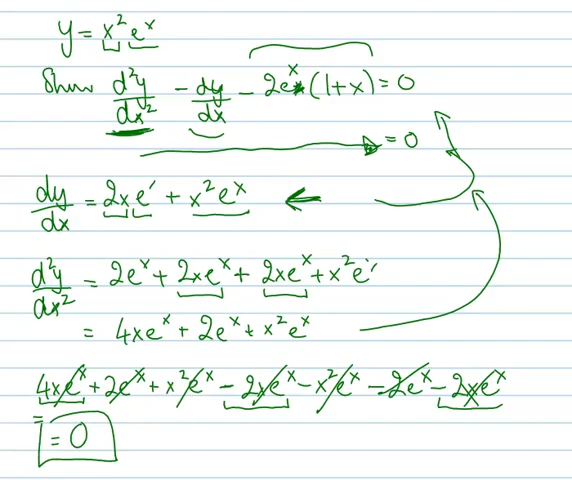 y = x²eˣ
Show d²y/dx² - dy/dx - 2eˣ(1+x) = 0
= 0
dy/dx = 2xeˣ + x²eˣ
d²y/dx² = 2eˣ + 2xeˣ + 2xeˣ + x²eˣ
= 4xeˣ + 2eˣ + x²eˣ
4xeˣ + 2eˣ + x²eˣ - 2xeˣ - x²eˣ - 2eˣ - 2xeˣ
=
= 0